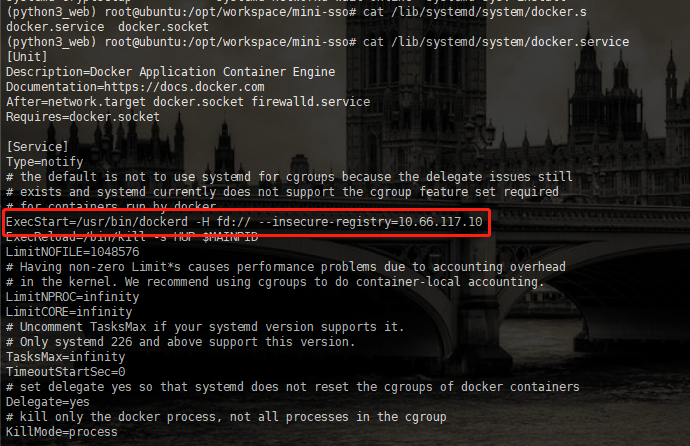 (python3_web) root@ubuntu:/opt/workspace/mini-sso# cat /lib/systemd/system/docker.s
docker.service  docker.socket
(python3_web) root@ubuntu:/opt/workspace/mini-sso# cat /lib/systemd/system/docker.service
[Unit]
Description=Docker Application Container Engine
Documentation=https://docs.docker.com
After=network.target docker.socket firewalld.service
Requires=docker.socket

[Service]
Type=notify
# the default is not to use systemd for cgroups because the delegate issues still
# exists and systemd currently does not support the cgroup feature set required
# for containers run by docker
ExecStart=/usr/bin/dockerd -H fd:// --insecure-registry=10.66.117.10
ExecReload=/bin/kill -s HUP $MAINPID
LimitNOFILE=1048576
# Having non-zero Limit*s causes performance problems due to accounting overhead
# in the kernel. We recommend using cgroups to do container-local accounting.
LimitNPROC=infinity
LimitCORE=infinity
# Uncomment TasksMax if your systemd version supports it.
# Only systemd 226 and above support this version.
TasksMax=infinity
TimeoutStartSec=0
# set delegate yes so that systemd does not reset the cgroups of docker containers
Delegate=yes
# kill only the docker process, not all processes in the cgroup
KillMode=process